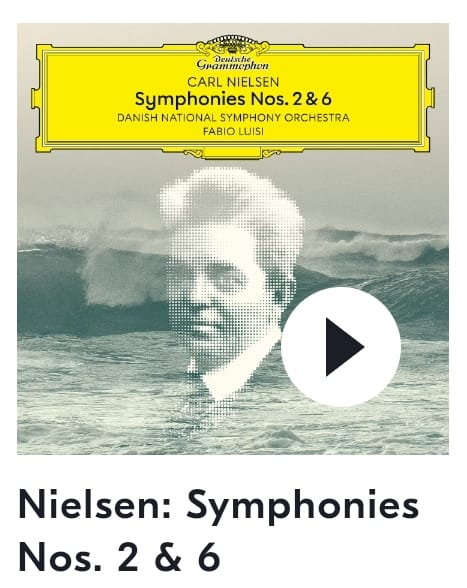 Deutsche
Grammophon
CARL NIELSEN
Symphonies Nos. 2 & 6
DANISH NATIONAL SYMPHONY ORCHESTRA
FABIO LUISI
Nielsen: Symphonies
Nos. 2 & 6